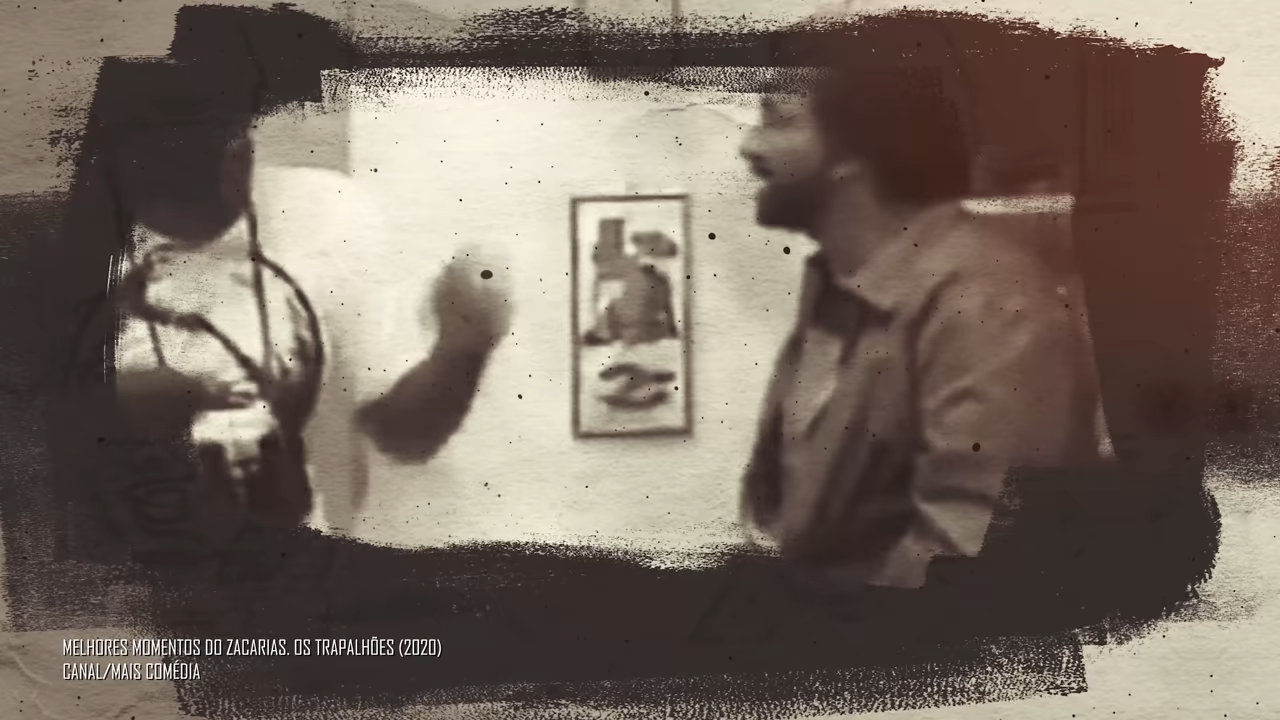 MELHORES MOMENTOS DO ZACARIAS. OS TRAPALHÕES (2020)
CANAL/MAIS COMÉDIA